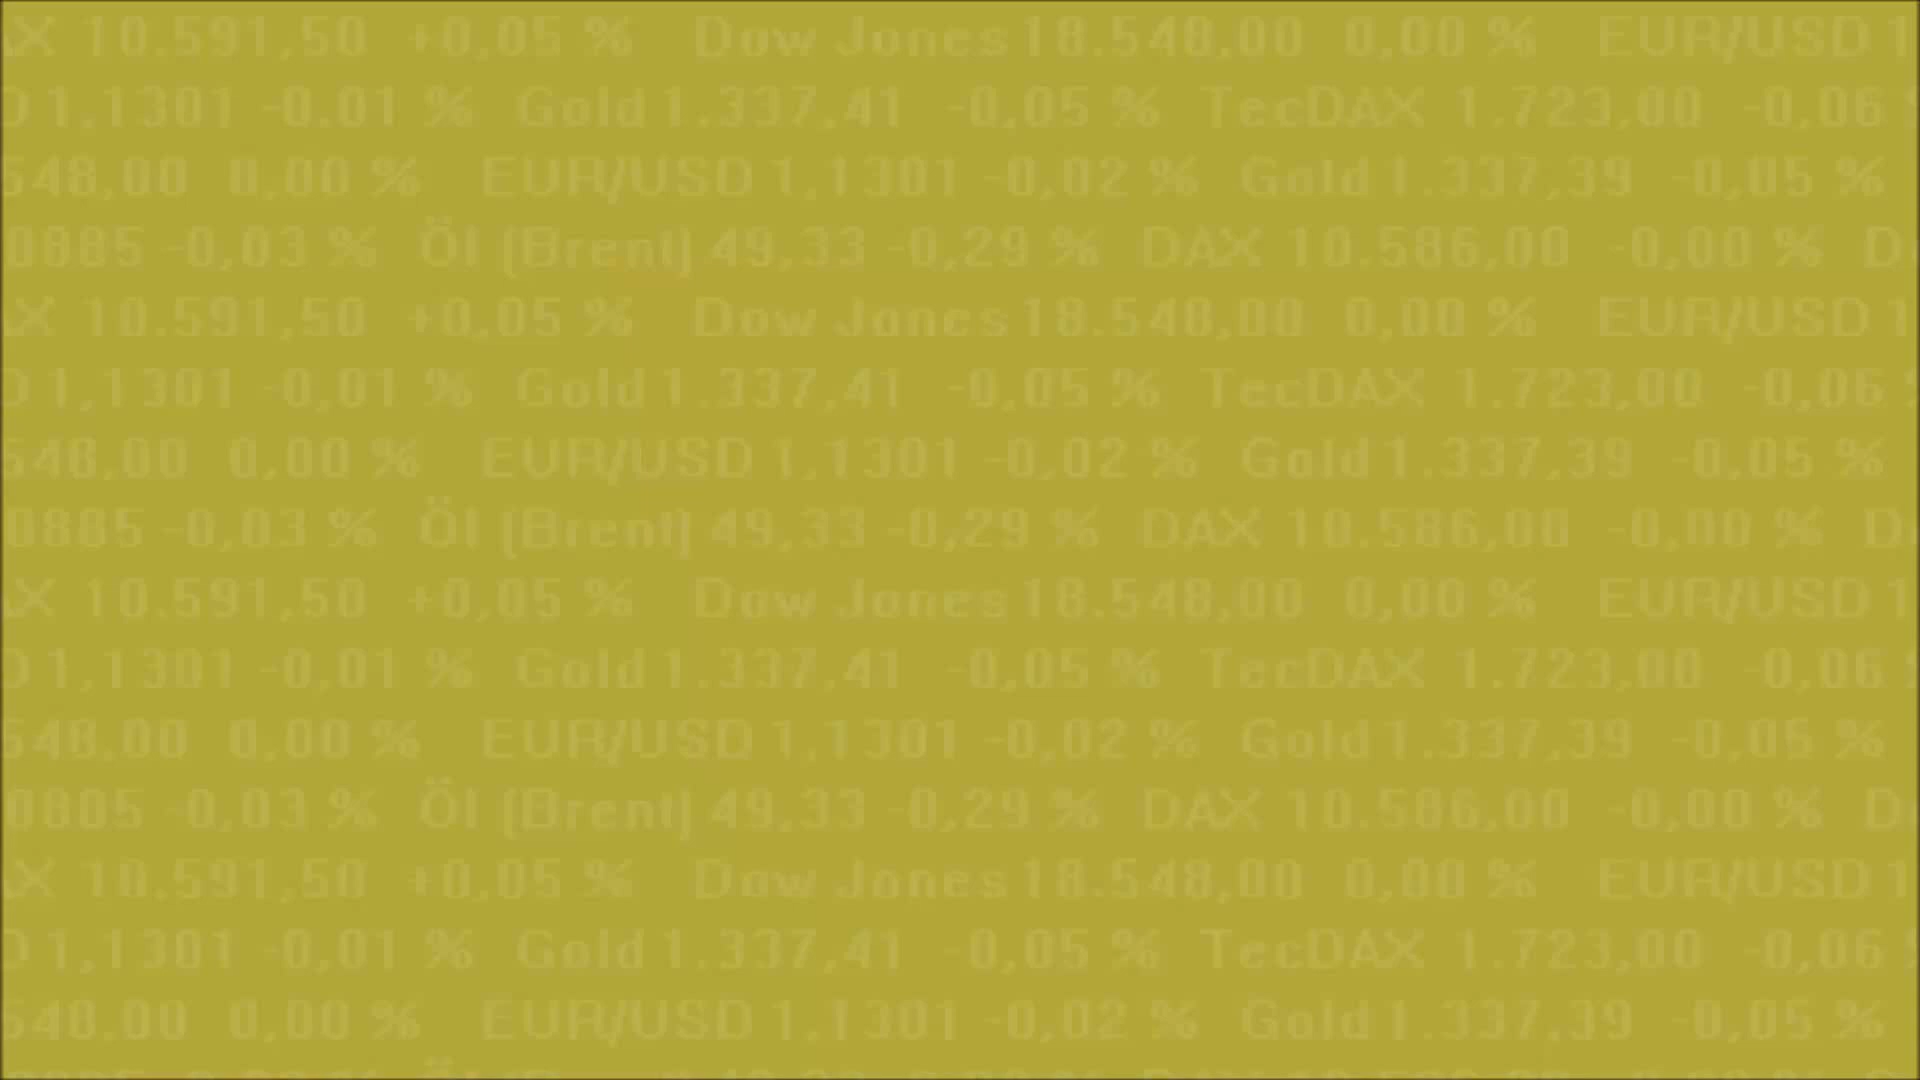 X 10.591,50 +0,05 % Dow Jones 18.548,00 0,00 % EUR/USD 1
D 1,1301 -0.01 % Gold 1.337,41 -0,05 % TecDAX 1.723,00 -0,06
548,00 0,00 % EUR/USD 1,1301 -0,02 % Gold 1.337,39 -0,05 %
0885 -0,03 % Öl (Brent) 49,33 -0,29 % DAX 10.586,00 -0,00 % D
X 10.591,50 +0,05 % Dow Jones 18.548,00 0,00 % EUR/USD 1
D 1,1301 -0,01 % Gold 1.337,41 -0,05 % TecDAX 1.723,00 -0,06
548,00 0,00 % EUR/USD 1,1301 -0,02 % Gold 1.337,39 -0,05 %
0885 -0,03 % Öl (Brent) 49,33 -0,29 % DAX 10.586,00 -0,00 % D
X 10.591,50 +0,05 % Dow Jones 18.548,00 0,00 % EUR/USD 1
D 1,1301 -0,01 % Gold 1.337,41 -0,05 % TecDAX 1.723,00 -0,06
548,00 0,00 % EUR/USD 1,1301 -0,02 % Gold 1.337,39 -0,05 %
0885 -0,03 % Öl (Brent) 49,33 -0,29 % DAX 10.586,00 -0,00 % D
X 10.591,50 +0,05 % Dow Jones 18.548,00 0,00 % EUR/USD 1
D 1,1301 -0,01 % Gold 1.337,41 -0,05 % TecDAX 1.723,00 -0,06
548,00 0,00 % EUR/USD 1,1301 -0,02 % Gold 1.337,39 -0,05 %